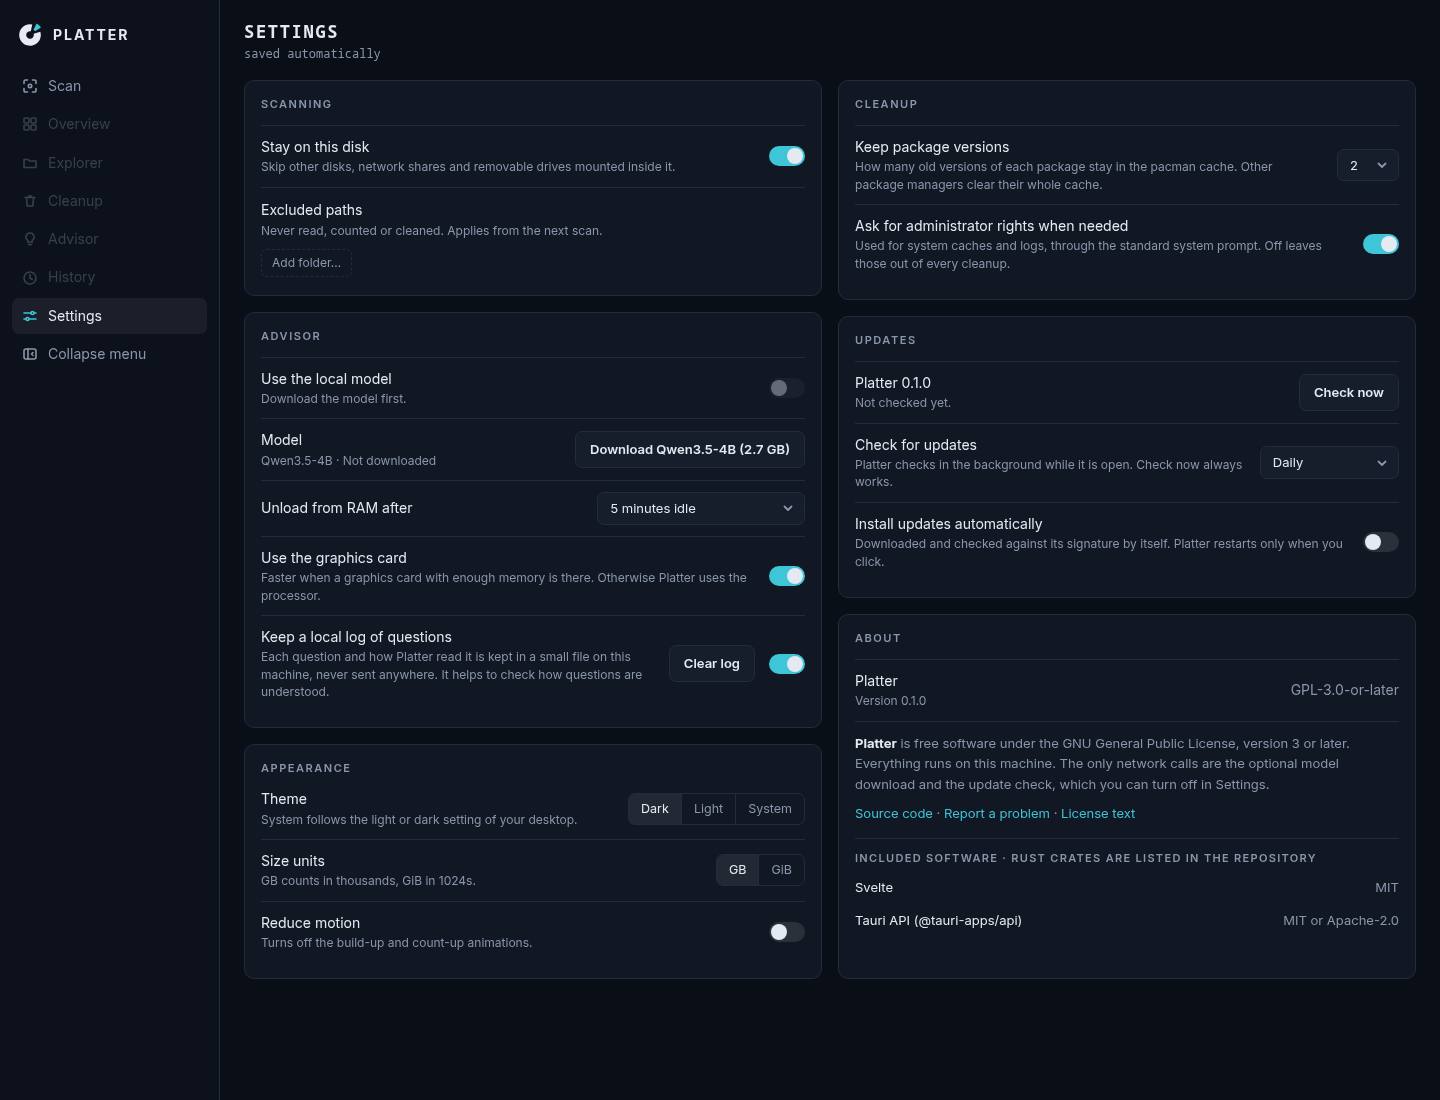 PLATTER
Scan
Overview
Explorer
Cleanup
Advisor
History
Settings
Collapse menu
SETTINGS
saved automatically
SCANNING
Stay on this disk
Skip other disks, network shares and removable drives mounted inside it.
Excluded paths
Never read, counted or cleaned. Applies from the next scan.
Add folder...
ADVISOR
Use the local model
Download the model first.
Model
Qwen3.5-4B · Not downloaded
Download Qwen3.5-4B (2.7 GB)
Unload from RAM after
5 minutes idle
Use the graphics card
Faster when a graphics card with enough memory is there. Otherwise Platter uses the
processor.
Keep a local log of questions
Each question and how Platter read it is kept in a small file on this
machine, never sent anywhere. It helps to check how questions are
understood.
Clear log
APPEARANCE
Theme
System follows the light or dark setting of your desktop.
Dark Light System
Size units
GB counts in thousands, GiB in 1024s.
GB GiB
Reduce motion
Turns off the build-up and count-up animations.
CLEANUP
Keep package versions
How many old versions of each package stay in the pacman cache. Other
package managers clear their whole cache.
2
Ask for administrator rights when needed
Used for system caches and logs, through the standard system prompt. Off leaves
those out of every cleanup.
UPDATES
Platter 0.1.0
Not checked yet.
Check now
Check for updates
Platter checks in the background while it is open. Check now always
works.
Daily
Install updates automatically
Downloaded and checked against its signature by itself. Platter restarts only when you
click.
ABOUT
Platter
Version 0.1.0
GPL-3.0-or-later
Platter is free software under the GNU General Public License, version 3 or later.
Everything runs on this machine. The only network calls are the optional model
download and the update check, which you can turn off in Settings.
Source code · Report a problem · License text
INCLUDED SOFTWARE · RUST CRATES ARE LISTED IN THE REPOSITORY
Svelte MIT
Tauri API (@tauri-apps/api) MIT or Apache-2.0